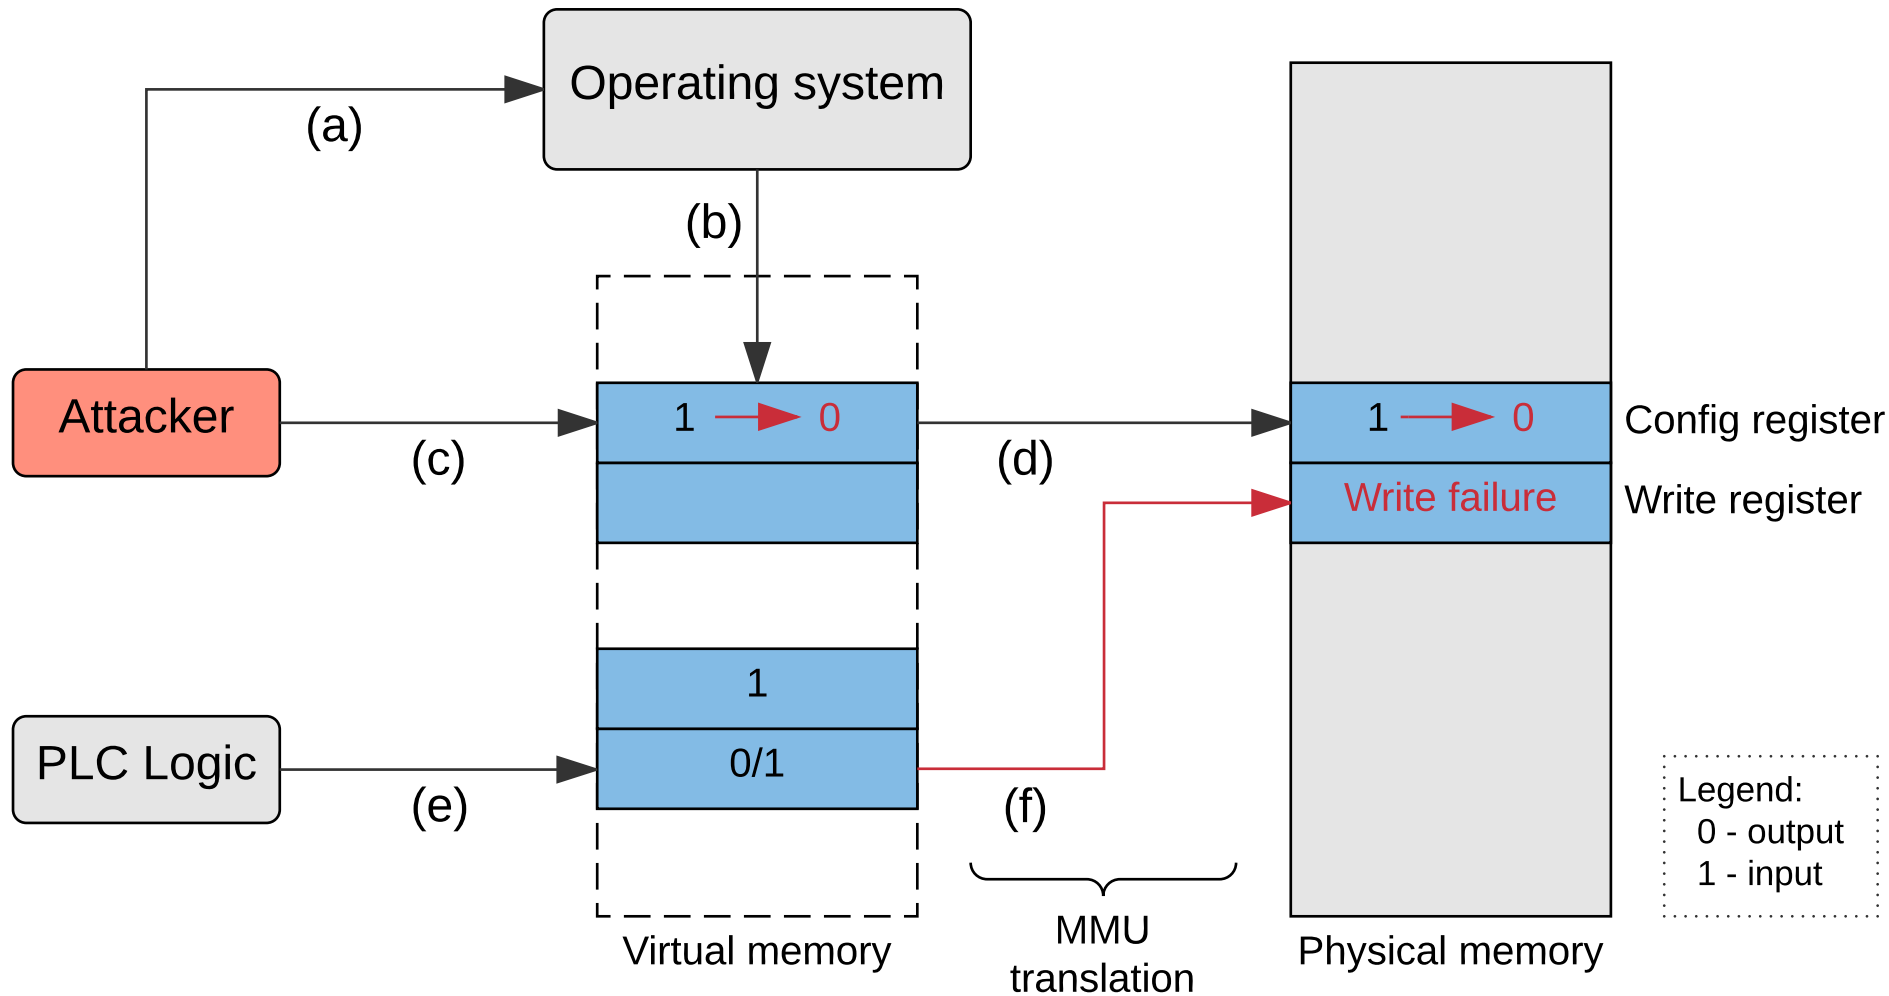 Operating system
(a)
(b)
Attacker
(c)
1 0
(d)
1 0
Config register
Write failure
Write register
1
PLC Logic
(e)
0/1
(f)
Legend:
0 - output
1 - input
Virtual memory
MMU
translation
Physical memory